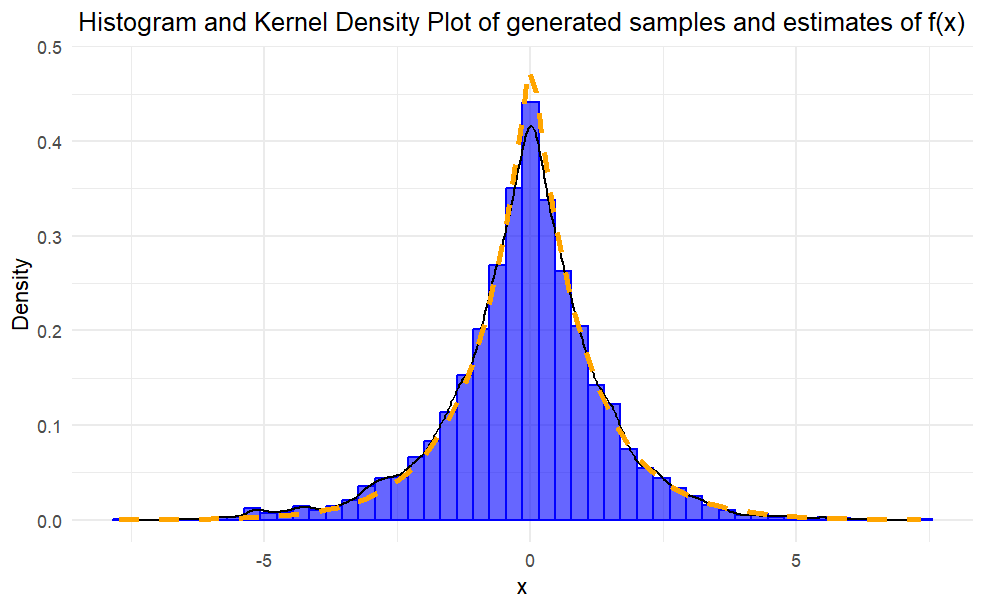 Histogram and Kernel Density Plot of generated samples and estimates of f(x)
0.5
0.4
0.3
0.2
0.1
0.0
Density
-5 0 5
x